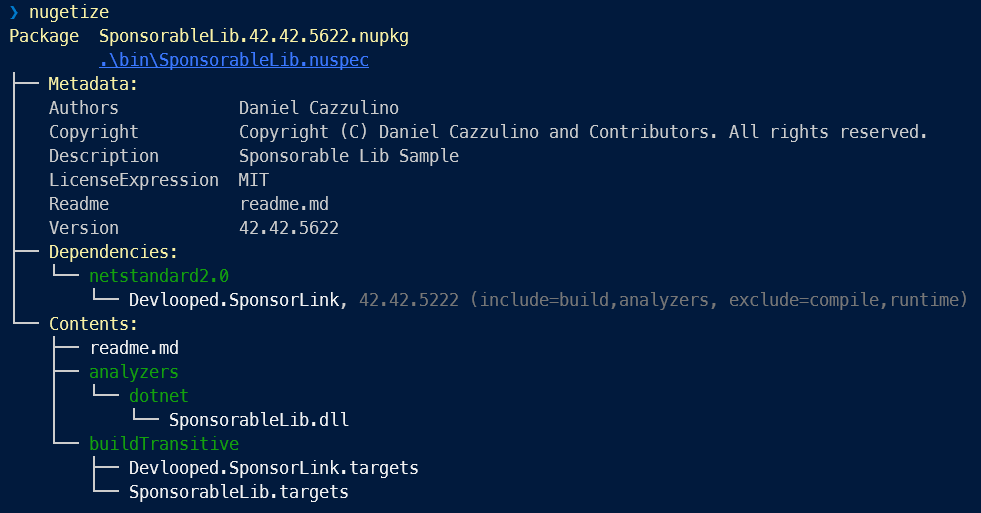 ❯ nugetize
Package  SponsorableLib.42.42.5622.nupkg
         .\bin\SponsorableLib.nuspec
Metadata:
Authors            Daniel Cazzulino
Copyright          Copyright (C) Daniel Cazzulino and Contributors. All rights reserved.
Description        Sponsorable Lib Sample
LicenseExpression  MIT
Readme             readme.md
Version            42.42.5622
Dependencies:
netstandard2.0
Devlooped.SponsorLink, 42.42.5222 (include=build,analyzers, exclude=compile,runtime)
Contents:
readme.md
analyzers
dotnet
SponsorableLib.dll
buildTransitive
Devlooped.SponsorLink.targets
SponsorableLib.targets